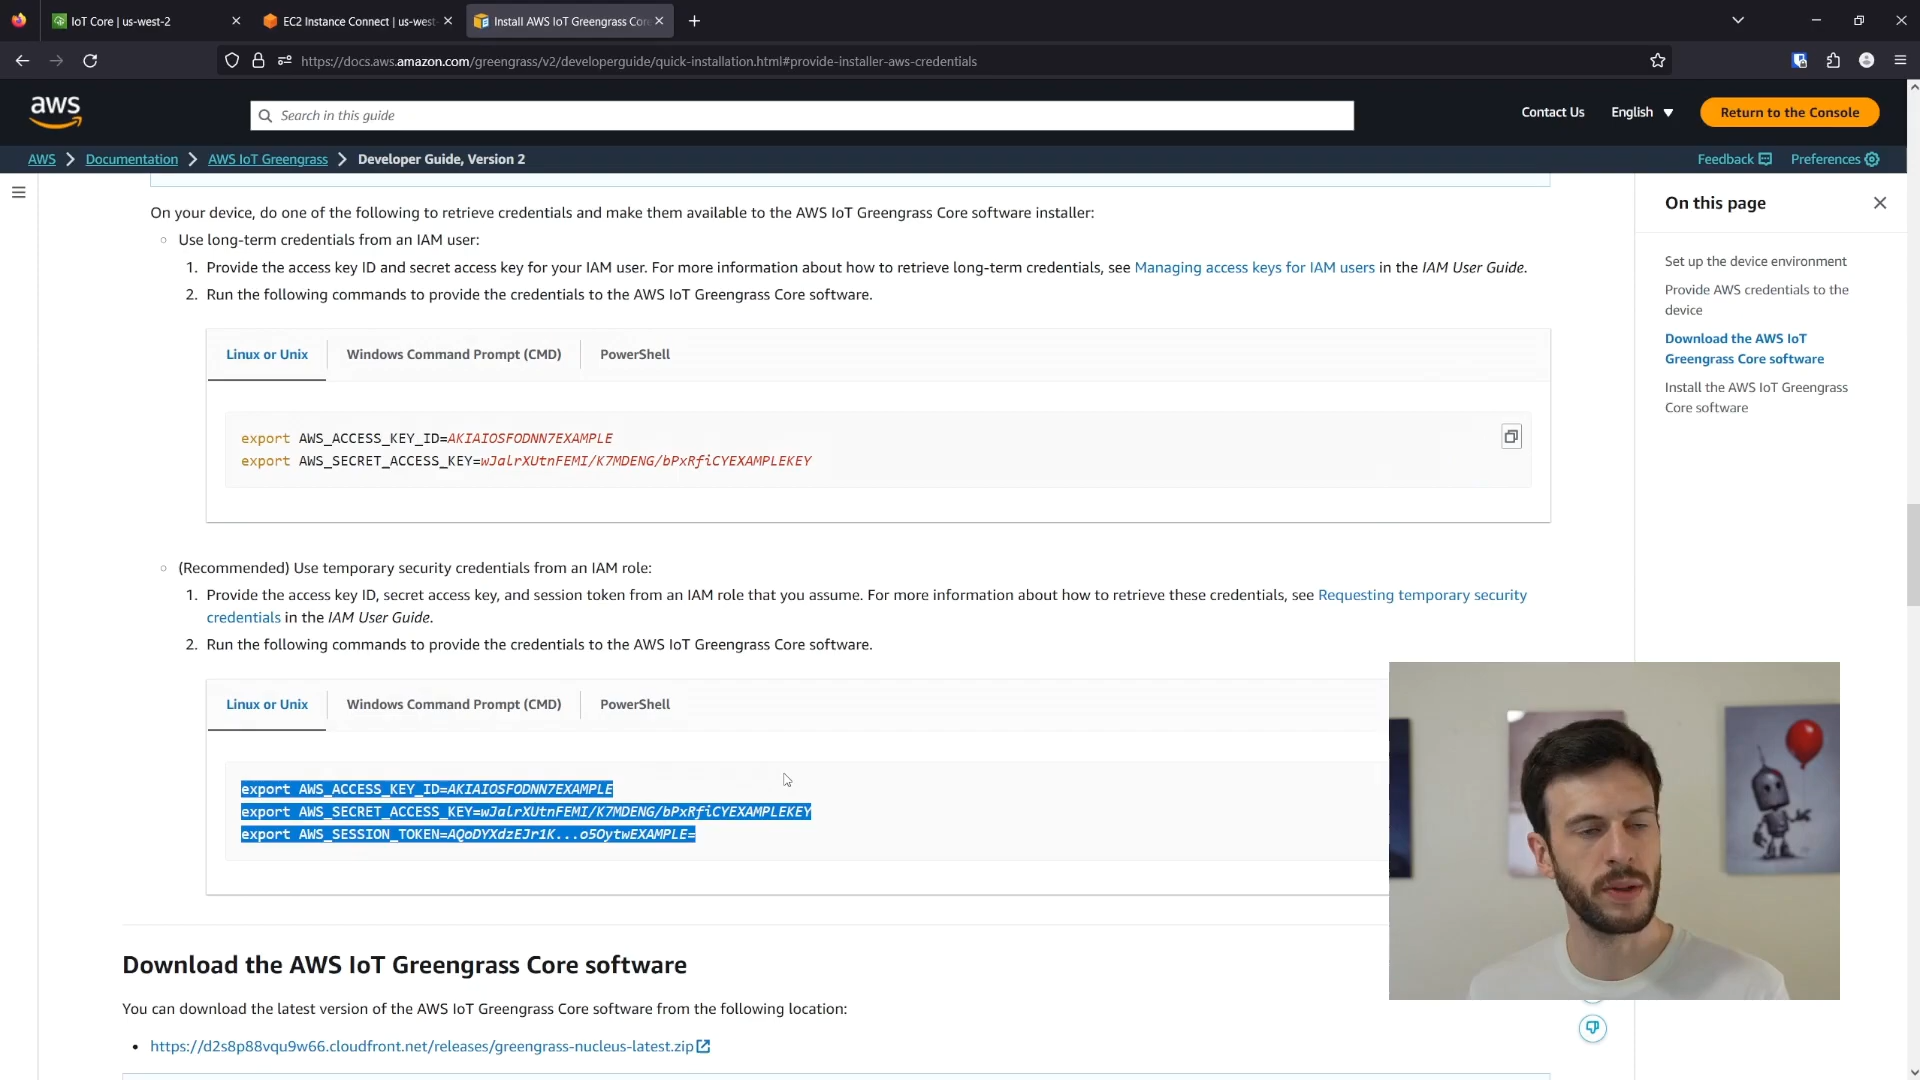 IoT Core | us-west-2
EC2 Instance Connect | us-west-
Install AWS IoT Greengrass Core
https://docs.aws.amazon.com/greengrass/v2/developerguide/quick-installation.html#provide-installer-aws-credentials
aws
Search in this guide
Contact Us
English
Return to the Console
AWS
Documentation
AWS IoT Greengrass
Developer Guide, Version 2
Feedback
Preferences
On your device, do one of the following to retrieve credentials and make them available to the AWS IoT Greengrass Core software installer:
Use long-term credentials from an IAM user:
1. Provide the access key ID and secret access key for your IAM user. For more information about how to retrieve long-term credentials, see Managing access keys for IAM users in the IAM User Guide.
2. Run the following commands to provide the credentials to the AWS IoT Greengrass Core software.
Linux or Unix
Windows Command Prompt (CMD)
PowerShell
export AWS_ACCESS_KEY_ID=AKIAIOSFODNN7EXAMPLE
export AWS_SECRET_ACCESS_KEY=wJalrXUtnFEMI/K7MDENG/bPxRfiCYEXAMPLEKEY
(Recommended) Use temporary security credentials from an IAM role:
1. Provide the access key ID, secret access key, and session token from an IAM role that you assume. For more information about how to retrieve these credentials, see Requesting temporary security
credentials in the IAM User Guide.
2. Run the following commands to provide the credentials to the AWS IoT Greengrass Core software.
Linux or Unix
Windows Command Prompt (CMD)
PowerShell
export AWS_ACCESS_KEY_ID=AKIAIOSFODNN7EXAMPLE
export AWS_SECRET_ACCESS_KEY=wJalrXUtnFEMI/K7MDENG/bPxRfiCYEXAMPLEKEY
export AWS_SESSION_TOKEN=AQoDYXdzEJr1K...o5OytwEXAMPLE=
Download the AWS IoT Greengrass Core software
You can download the latest version of the AWS IoT Greengrass Core software from the following location:
https://d2s8p88vqu9w66.cloudfront.net/releases/greengrass-nucleus-latest.zip
On this page
Set up the device environment
Provide AWS credentials to the
device
Download the AWS IoT
Greengrass Core software
Install the AWS IoT Greengrass
Core software